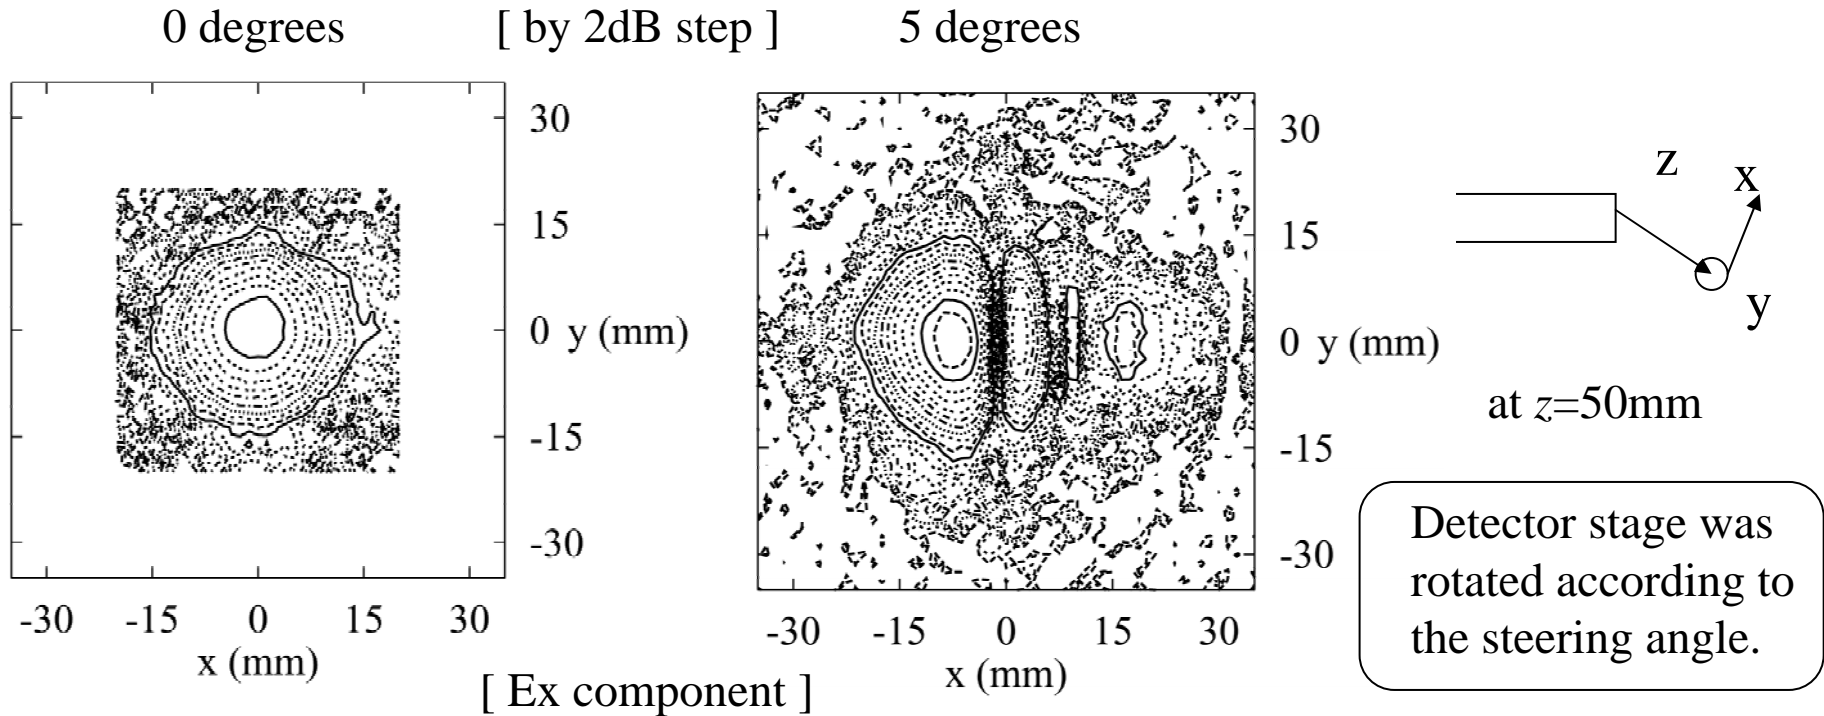 0 degrees [ by 2dB step ] 5 degrees
30
15
0 y (mm)
-15
-30
-30 -15 0 15 30
x (mm)
30
15
0 y (mm)
-15
-30
-30 -15 0 15 30
x (mm)
[ Ex component ]
z
x
y
at z=50mm
Detector stage was
rotated according to
the steering angle.